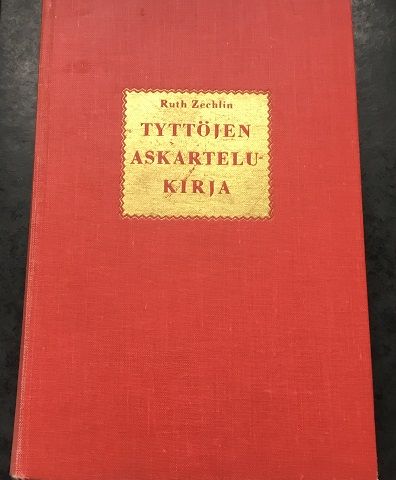 Ruth Zechlin
TYTTÖJEN
ASKARTELU-
KIRJA